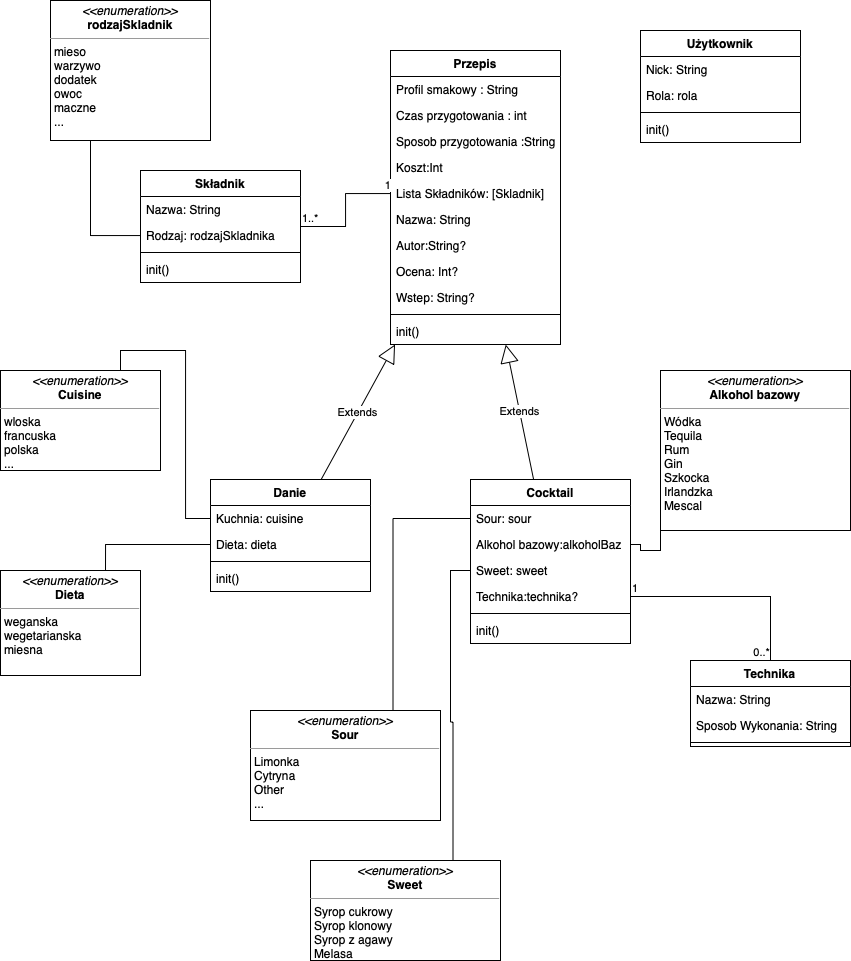 <<enumeration>>
rodzajSkladnik
mieso
warzywo
dodatek
owoc
maczne
...
Przepis
Profil smakowy : String
Czas przygotowania : int
Sposob przygotowania :String
Koszt:Int
Lista Składników: [Skladnik]
Nazwa: String
Autor:String?
Ocena: Int?
Wstep: String?
init()
Użytkownik
Nick: String
Rola: rola
init()
Składnik
Nazwa: String
Rodzaj: rodzajSkladnika
init()
1..*
1
<<enumeration>>
Cuisine
wloska
francuska
polska
...
Extends
Extends
<<enumeration>>
Alkohol bazowy
Wódka
Tequila
Rum
Gin
Szkocka
Irlandzka
Mescal
Danie
Kuchnia: cuisine
Dieta: dieta
init()
Cocktail
Sour: sour
Alkohol bazowy:alkoholBaz
Sweet: sweet
Technika:technika?
init()
<<enumeration>>
Dieta
weganska
wegetarianska
miesna
1
0..*
Technika
Nazwa: String
Sposob Wykonania: String
<<enumeration>>
Sour
Limonka
Cytryna
Other
...
<<enumeration>>
Sweet
Syrop cukrowy
Syrop klonowy
Syrop z agawy
Melasa